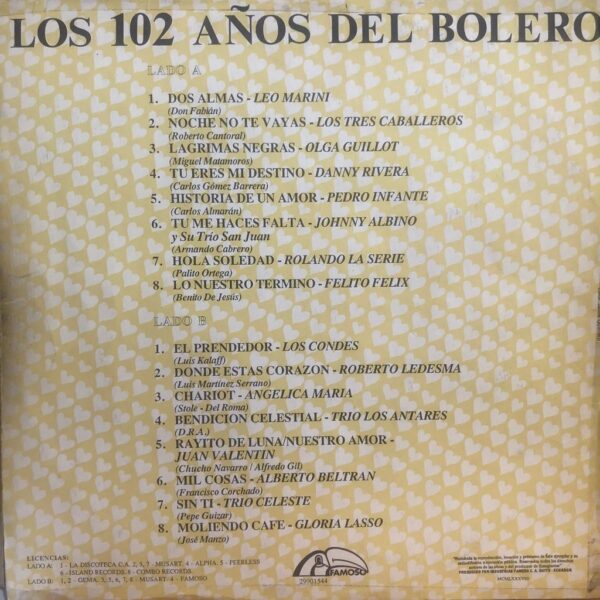 LOS 102 AÑOS DEL BOLERO
LADO A
1. DOS ALMAS - LEO MARINI
(Don Fabián)
2. NOCHE NO TE VAYAS - LOS TRES CABALLEROS
(Roberto Cantoral)
3. LAGRIMAS NEGRAS - OLGA GUILLOT
(Miguel Matamoros)
4. TU ERES MI DESTINO - DANNY RIVERA
(Carlos Gómez Barrera)
5. HISTORIA DE UN AMOR - PEDRO INFANTE
(Carlos Almarán)
6. TU ME HACES FALTA - JOHNNY ALBINO
y Su Trío San Juan
(Armando Cabrero)
7. HOLA SOLEDAD - ROLANDO LA SERIE
(Palito Ortega)
8. LO NUESTRO TERMINO - FELITO FELIX
(Benito De Jesús)
LADO B
1. EL PRENDEDOR - LOS CONDES
(Luis Kalaff)
2. DONDE ESTAS CORAZON - ROBERTO LEDESMA
(Luis Martínez Serrano)
3. CHARIOT - ANGELICA MARIA
(Stole - Del Roma)
4. BENDICION CELESTIAL - TRIO LOS ANTARES
(D.R.A.)
5. RAYITO DE LUNA/NUESTRO AMOR -
JUAN VALENTIN
(Chucho Navarro / Alfredo Gil)
6. MIL COSAS - ALBERTO BELTRAN
(Francisco Corchado)
7. SIN TI - TRIO CELESTE
(Pepe Guizar)
8. MOLIENDO CAFE - GLORIA LASSO
(José Manzo)
LICENCIAS:
LADO A: 1 - LA DISCOTECA C.A. 2, 3, 7 - MUSART. 4 - ALPHA. 5 - PEERLESS
6 - ISLAND RECORDS. 8 - COMBO RECORDS.
LADO B: 1, 2 - GEMA. 3, 5, 6, 7, 8 - MUSART. 4 - FAMOSO
FAMOSO
29901544
MCMLXXXVIII